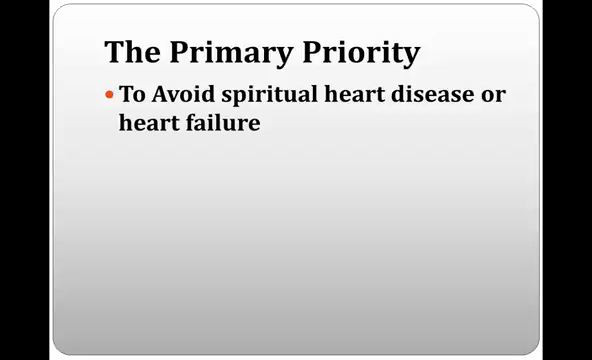 The Primary Priority
• To Avoid spiritual heart disease or
heart failure